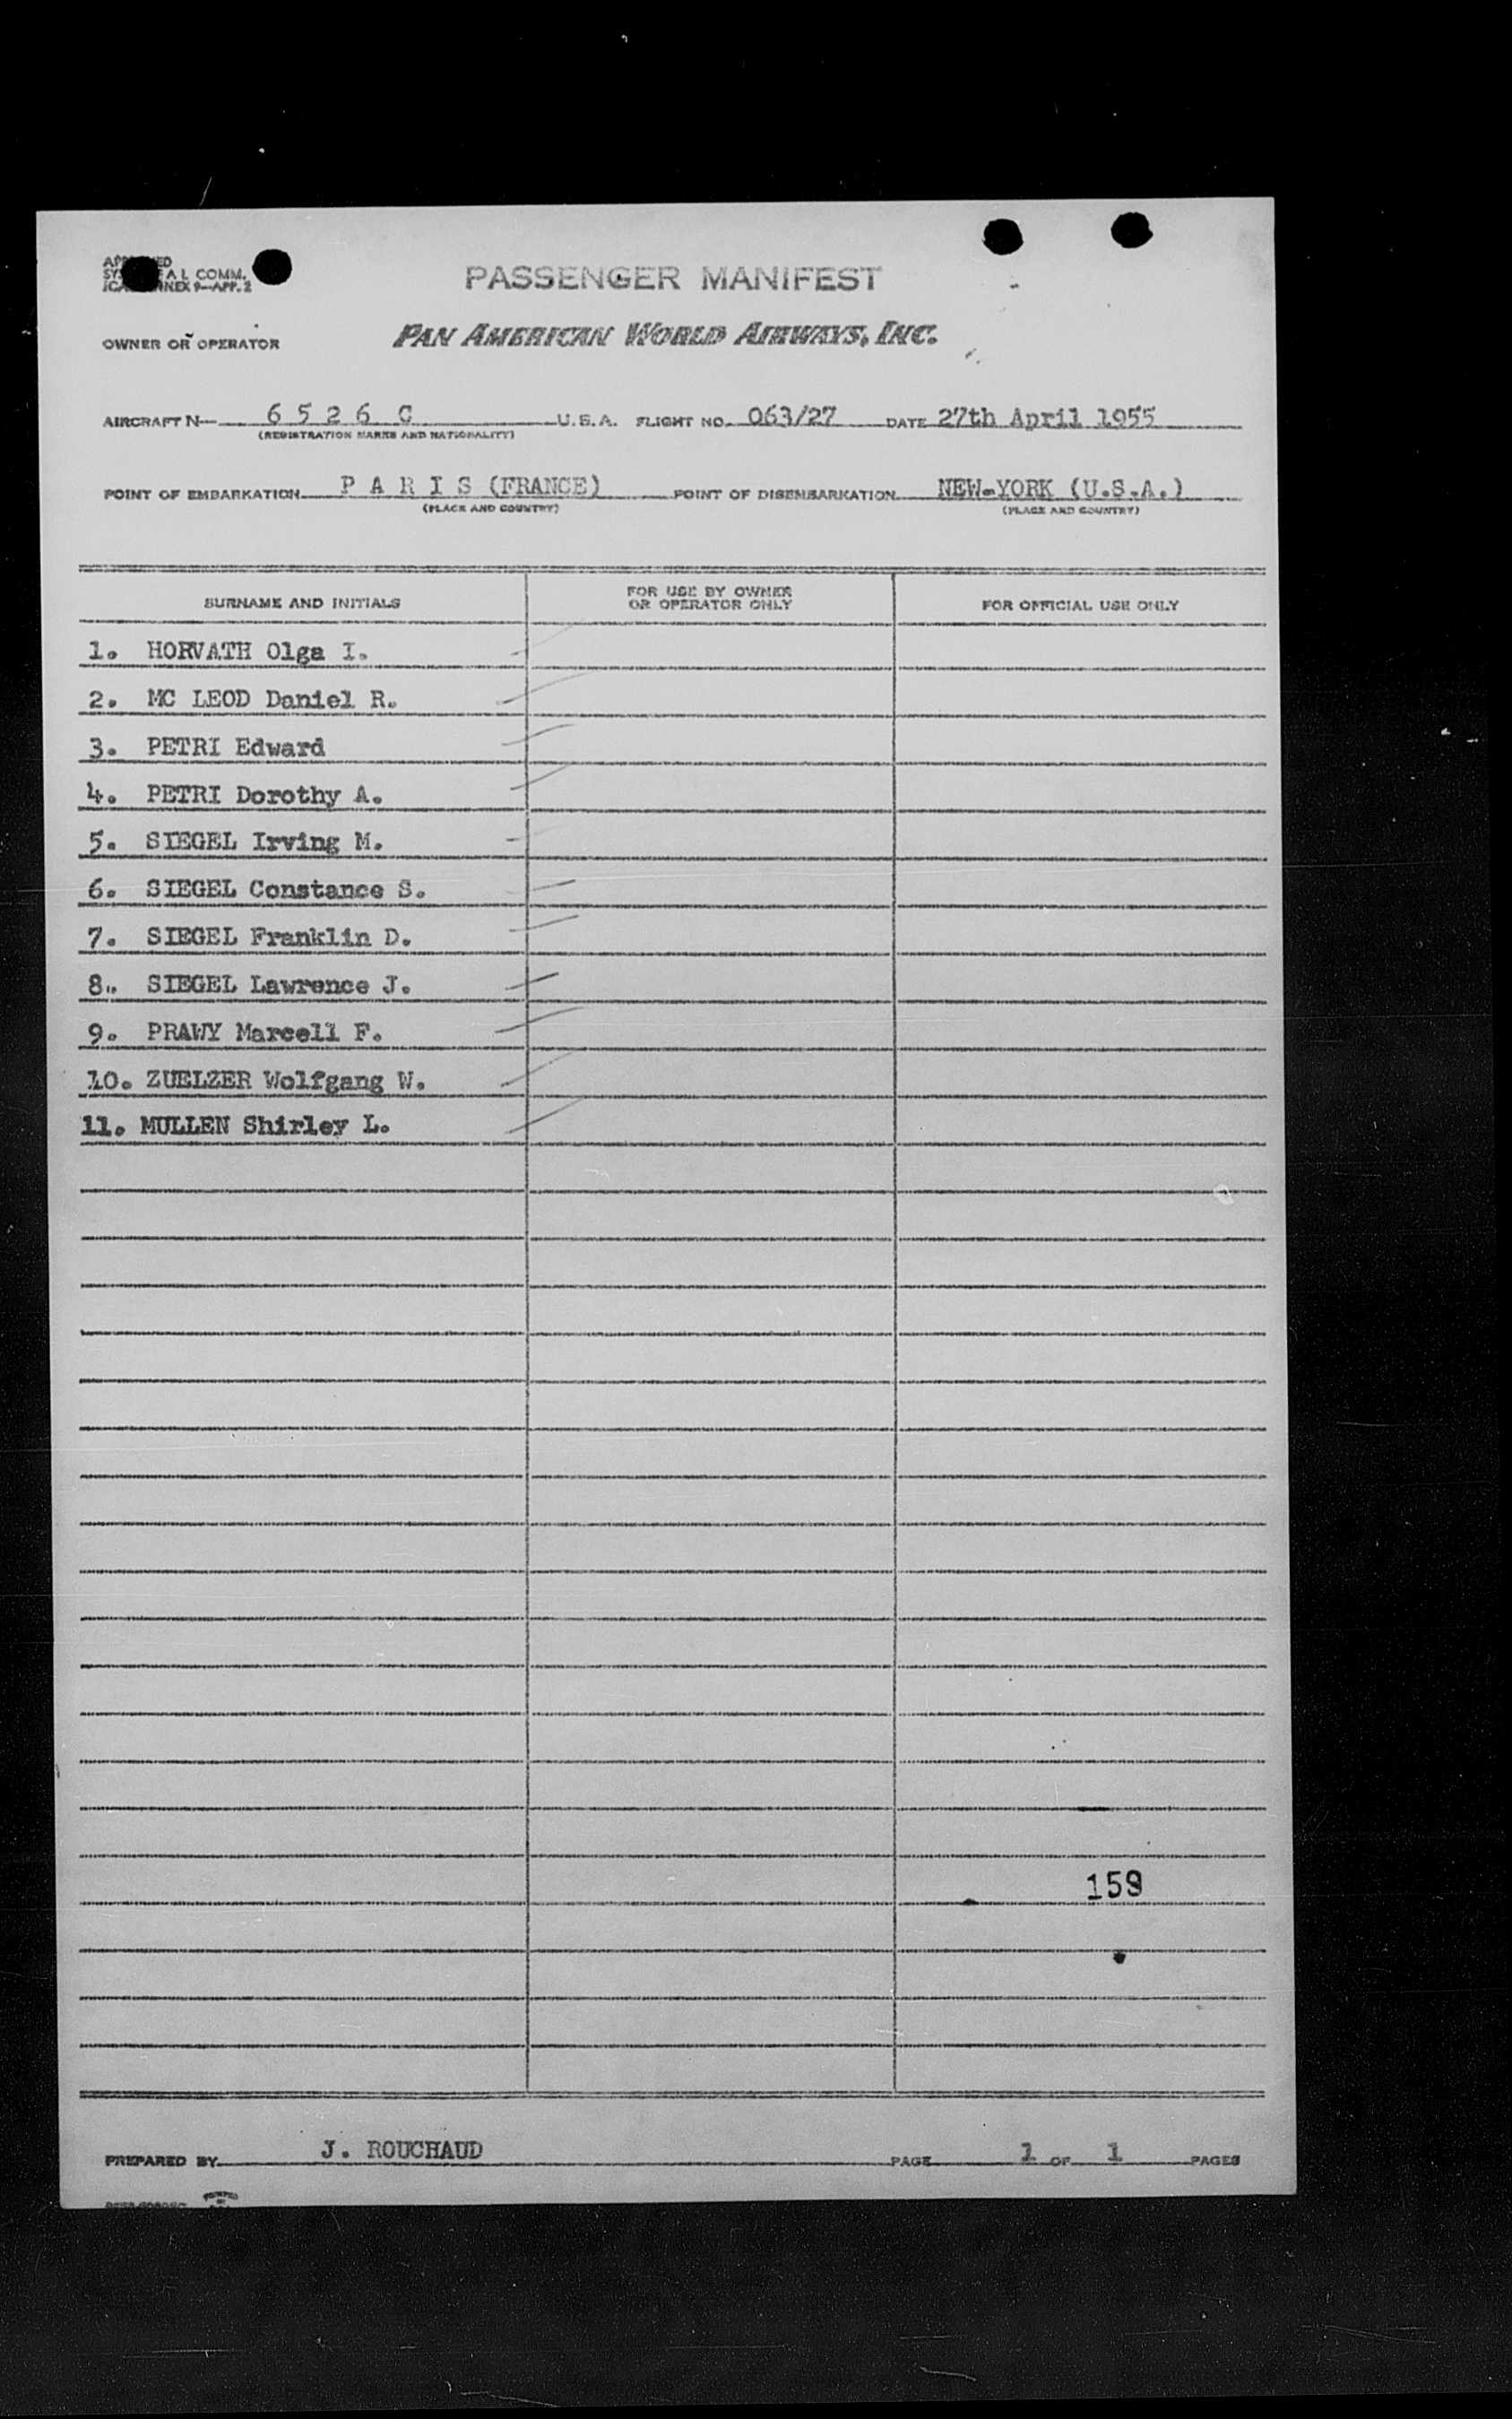 COMM.
PASSENGER MANIFEST
OWNER OR OPERATOR PAN AMERICAN WORLD AIRWAYS, INC.
AIRCRAFT N- 6 5 2 6 C U.S.A. FLIGHT NO. 063/27 DATE 27th April 1955
(REGISTRATION MARKS AND NATIONALITY)
POINT OF EMBARKATION P A R I S (FRANCE) POINT OF DISEMBARKATION NEW-YORK (U.S.A.)
(PLACE AND COUNTRY) (PLACE AND COUNTRY)
SURNAME AND INITIALS FOR USE BY OWNER OR OPERATOR ONLY FOR OFFICIAL USE ONLY
1. HORVATH Olga I.
2. MC LEOD Daniel R.
3. PETRI Edward
4. PETRI Dorothy A.
5. SIEGEL Irving M.
6. SIEGEL Constance S.
7. SIEGEL Franklin D.
8. SIEGEL Lawrence J.
9. PRAWY Marcell F.
10. ZUELZER Wolfgang W.
11. MULLEN Shirley L.
159
PREPARED BY J. ROUCHAUD PAGE 1 OF 1 PAGES